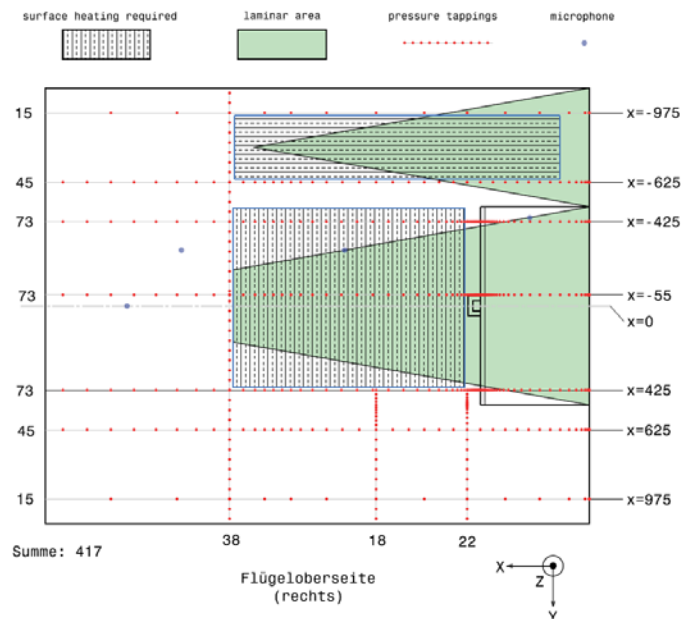 surface heating required
laminar area
pressure tappings
microphone
15
x=-975
45
x=-625
73
x=-425
73
x=-55
x=0
73
x=425
45
x=625
15
x=975
Summe: 417
38
18
22
Flügeloberseite
(rechts)
X
Z
Y